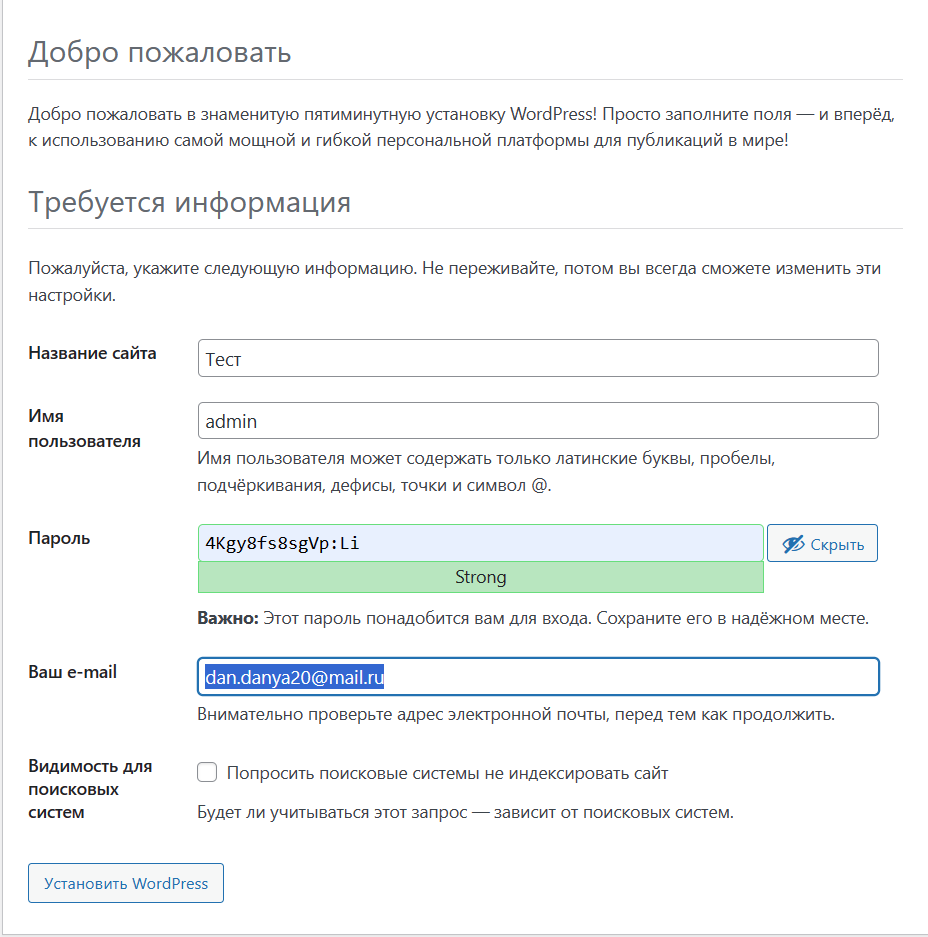 Добро пожаловать
Добро пожаловать в знаменитую пятиминутную установку WordPress! Просто заполните поля — и вперёд,
к использованию самой мощной и гибкой персональной платформы для публикаций в мире!
Требуется информация
Пожалуйста, укажите следующую информацию. Не переживайте, потом вы всегда сможете изменить эти
настройки.
Название сайта
Тест
Имя
пользователя
admin
Имя пользователя может содержать только латинские буквы, пробелы,
подчёркивания, дефисы, точки и символ @.
Пароль
4Kgy8fs8sgVp:Li
Скрыть
Strong
Важно: Этот пароль понадобится вам для входа. Сохраните его в надёжном месте.
Ваш e-mail
dan.danya20@mail.ru
Внимательно проверьте адрес электронной почты, перед тем как продолжить.
Видимость для
поисковых
систем
Попросить поисковые системы не индексировать сайт
Будет ли учитываться этот запрос — зависит от поисковых систем.
Установить WordPress